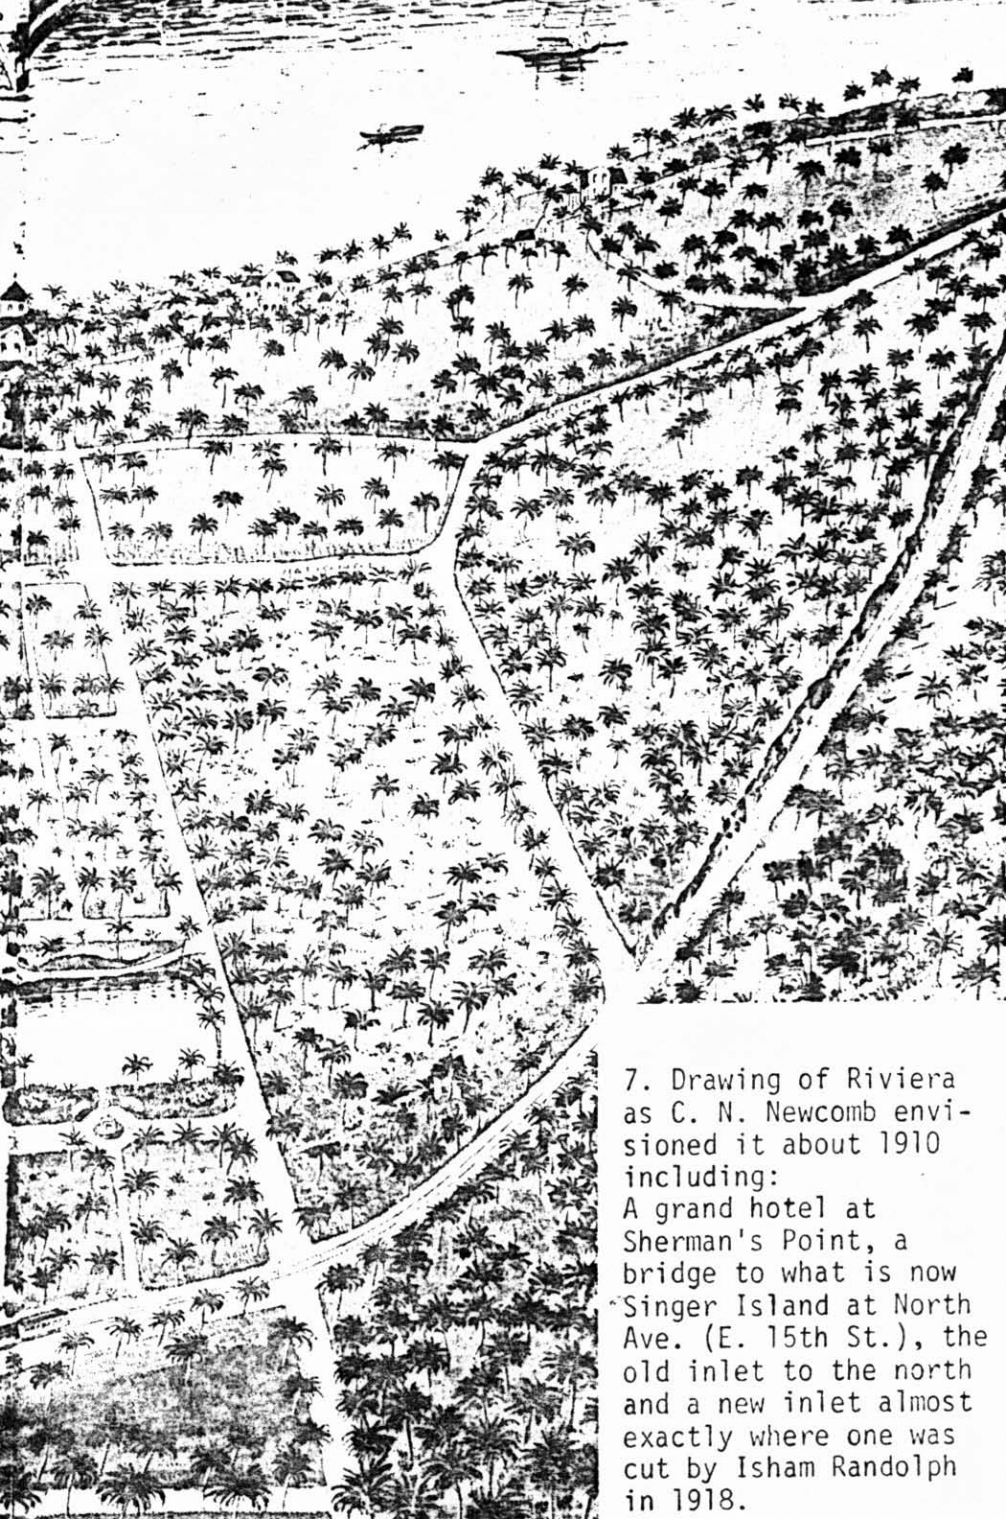 7. Drawing of Riviera
as C. N. Newcomb envi-
sioned it about 1910
including:
A grand hotel at
Sherman's Point, a
bridge to what is now
Singer Island at North
Ave. (E. 15th St.), the
old inlet to the north
and a new inlet almost
exactly where one was
cut by Isham Randolph
in 1918.